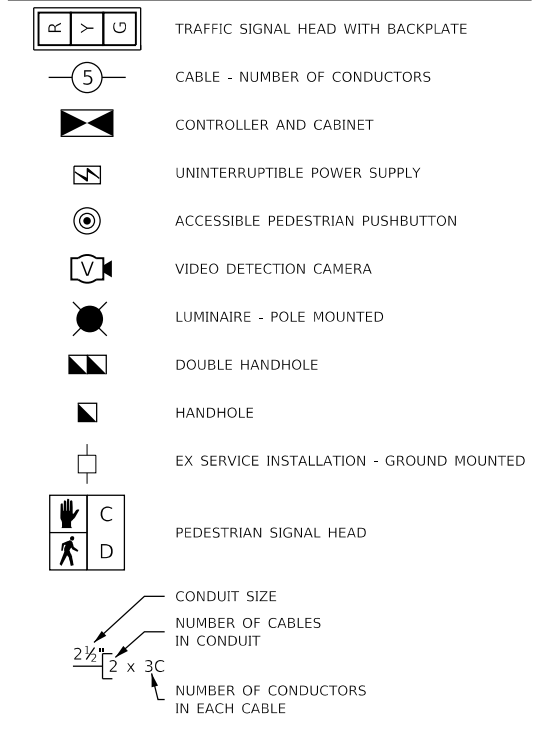 R Y G TRAFFIC SIGNAL HEAD WITH BACKPLATE
5 CABLE - NUMBER OF CONDUCTORS
CONTROLLER AND CABINET
UNINTERRUPTIBLE POWER SUPPLY
ACCESSIBLE PEDESTRIAN PUSHBUTTON
V VIDEO DETECTION CAMERA
LUMINAIRE - POLE MOUNTED
DOUBLE HANDHOLE
HANDHOLE
EX SERVICE INSTALLATION - GROUND MOUNTED
C
PEDESTRIAN SIGNAL HEAD
D
CONDUIT SIZE
NUMBER OF CABLES
IN CONDUIT
2½"
2 x 3C
NUMBER OF CONDUCTORS
IN EACH CABLE